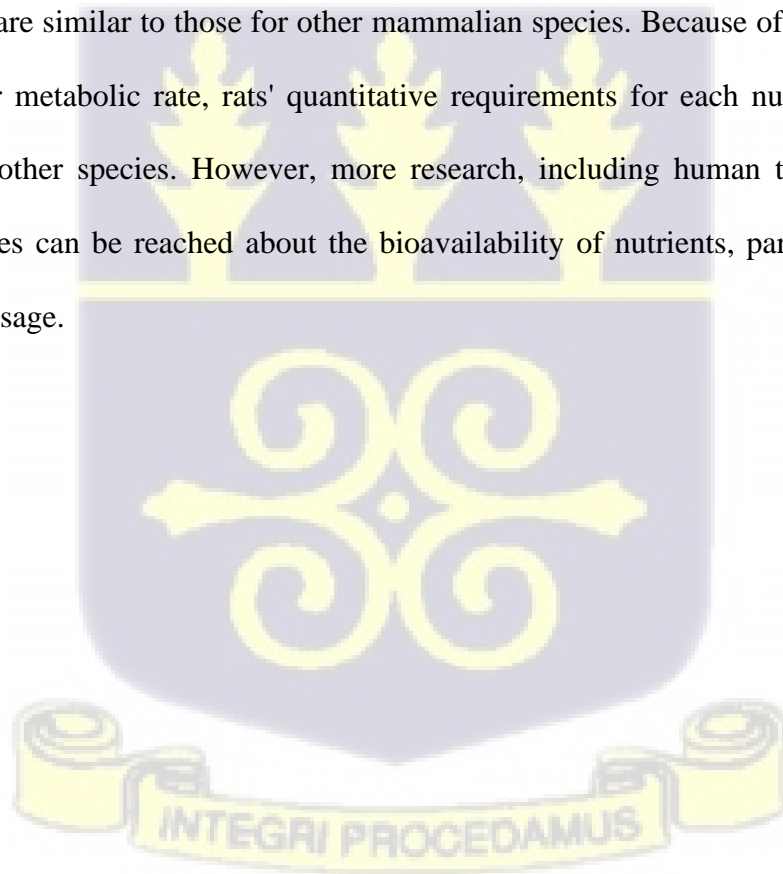 are similar to those for other mammalian species. Because of
metabolic rate, rats' quantitative requirements for each nu
other species. However, more research, including human t
es can be reached about the bioavailability of nutrients, par
sage.
INTEGRI PROCEDAMUS